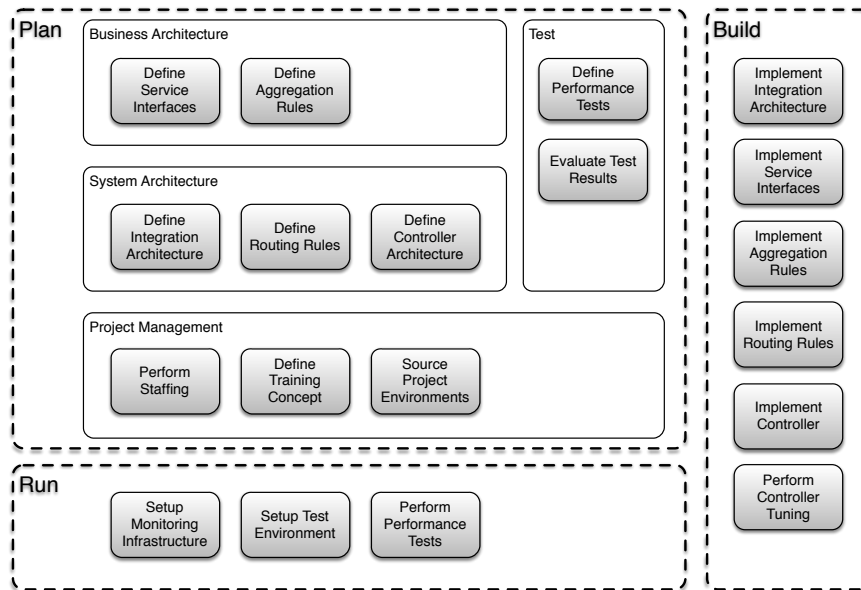 Plan
Business Architecture
Define
Service
Interfaces
Define
Aggregation
Rules
Test
Define
Performance
Tests
Evaluate Test
Results
System Architecture
Define
Integration
Architecture
Define
Routing Rules
Define
Controller
Architecture
Project Management
Perform
Staffing
Define
Training
Concept
Source
Project
Environments
Run
Setup
Monitoring
Infrastructure
Setup Test
Environment
Perform
Performance
Tests
Build
Implement
Integration
Architecture
Implement
Service
Interfaces
Implement
Aggregation
Rules
Implement
Routing Rules
Implement
Controller
Perform
Controller
Tuning